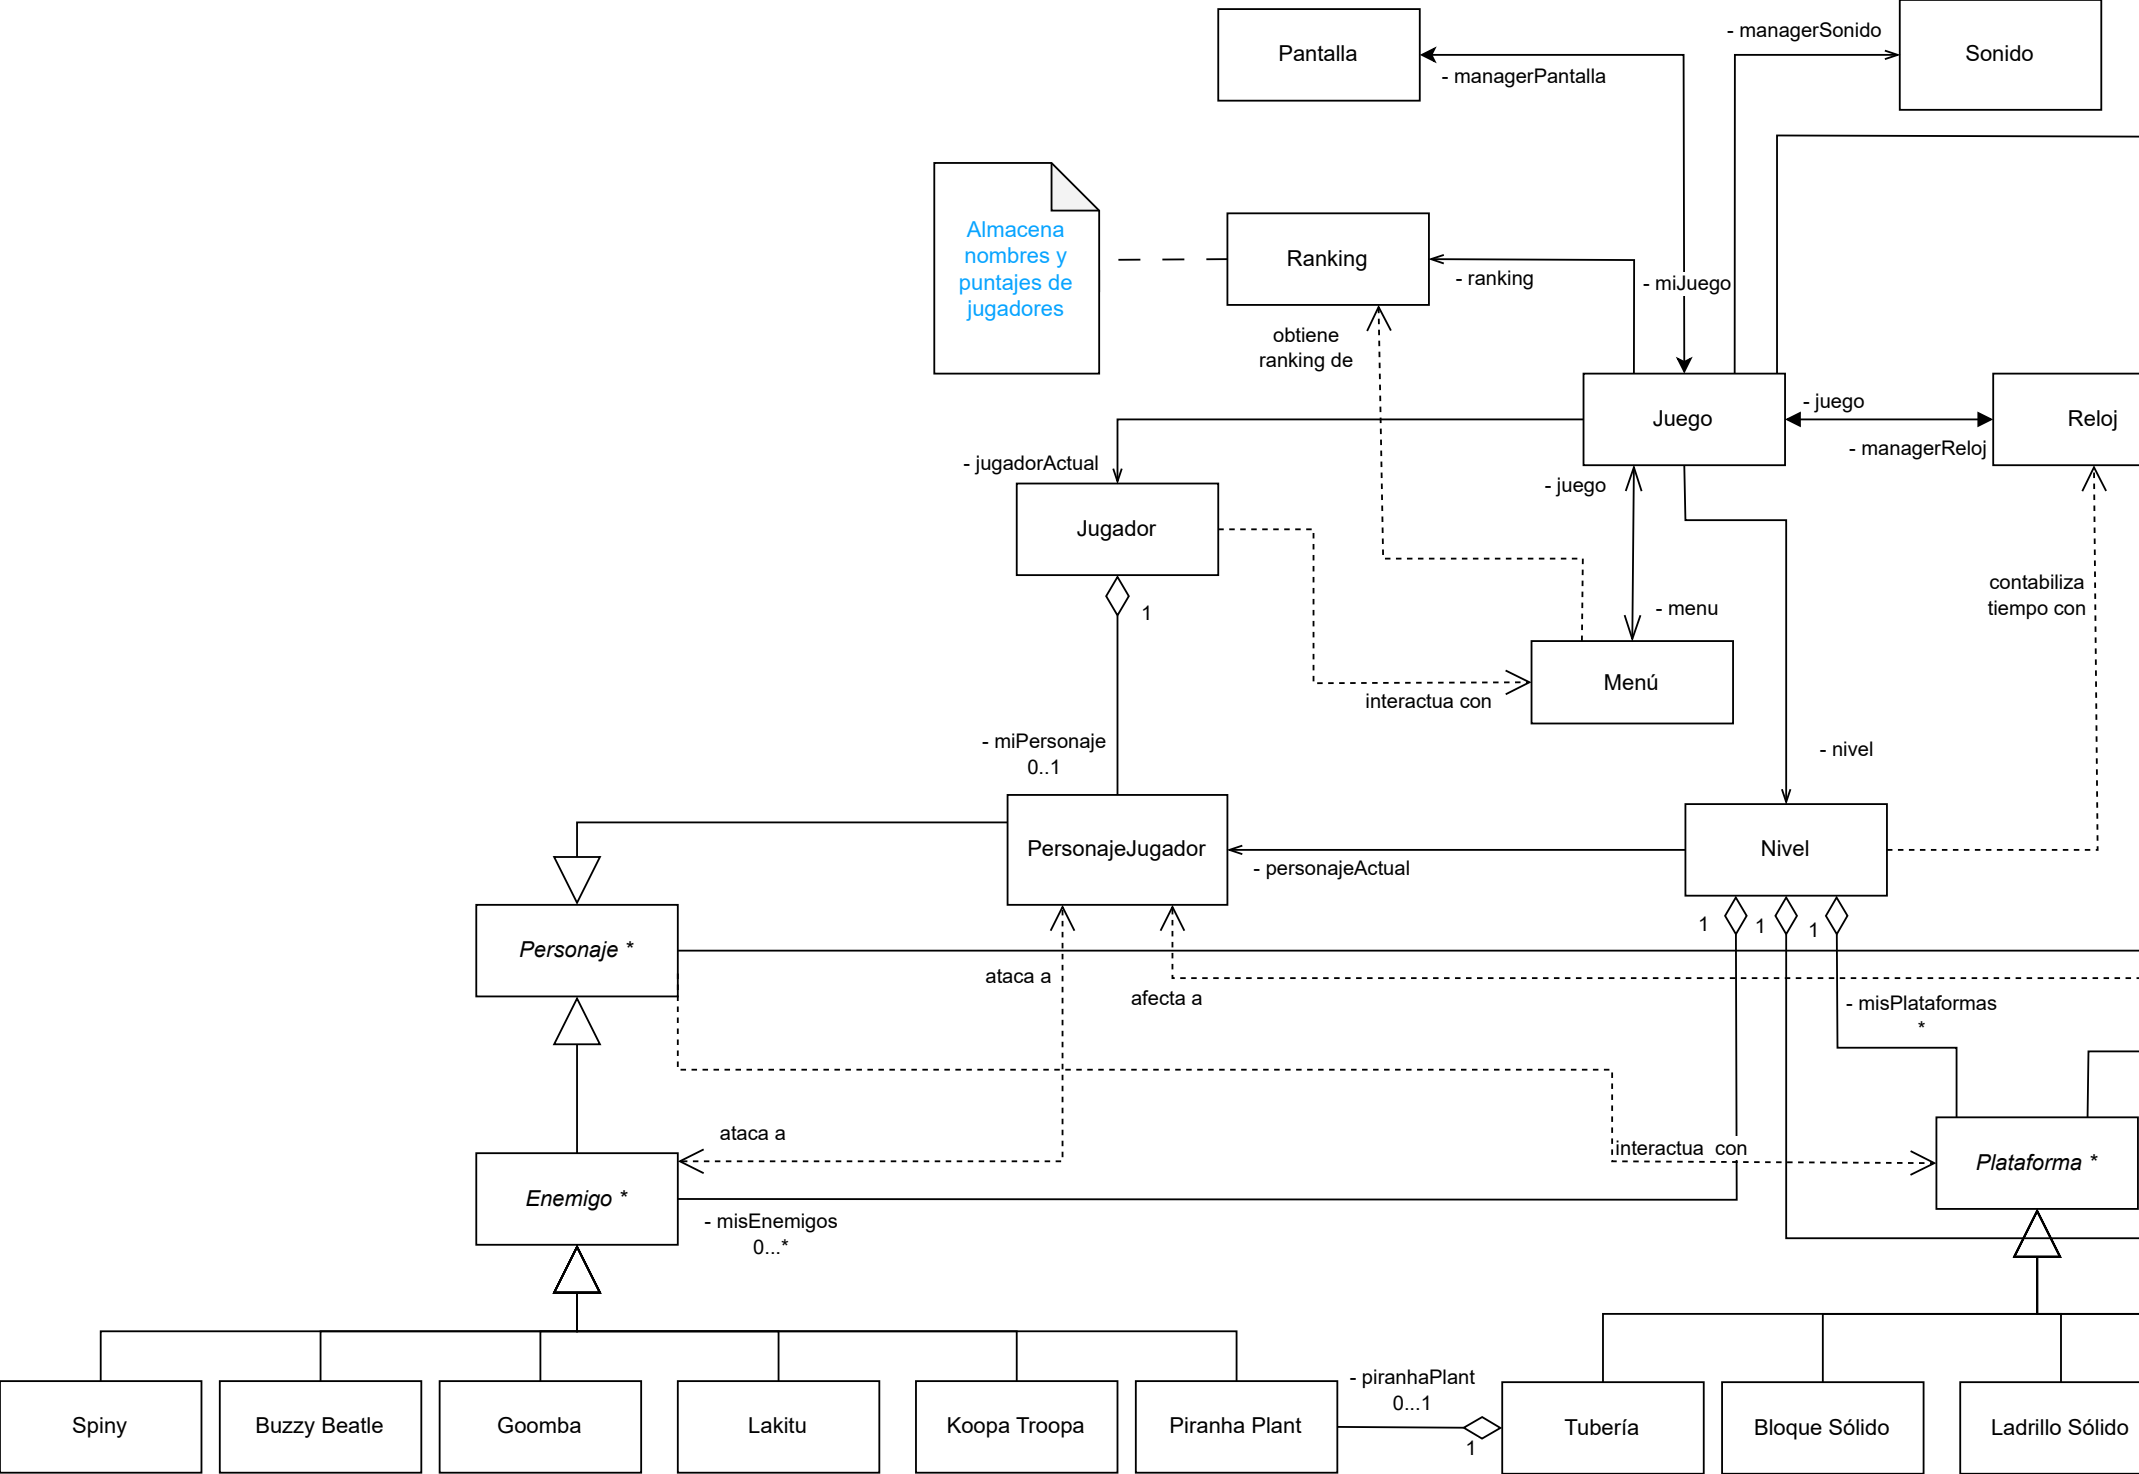 - managerSonido
Pantalla
Sonido
- managerPantalla
Almacena
nombres y
puntajes de
jugadores
Ranking
- ranking
- miJuego
obtiene
ranking de
- juego
Juego
Reloj
- managerReloj
- jugadorActual
- juego
Jugador
contabiliza
tiempo con
1
- menu
Menú
interactua con
- miPersonaje
0..1
- nivel
PersonajeJugador
Nivel
- personajeActual
1
1
1
Personaje *
ataca a
afecta a
- misPlataformas
*
ataca a
interactua  con
Plataforma *
Enemigo *
- misEnemigos
0...*
- piranhaPlant
0...1
Spiny
Buzzy Beatle
Goomba
Lakitu
Koopa Troopa
Piranha Plant
1
Tubería
Bloque Sólido
Ladrillo Sólido